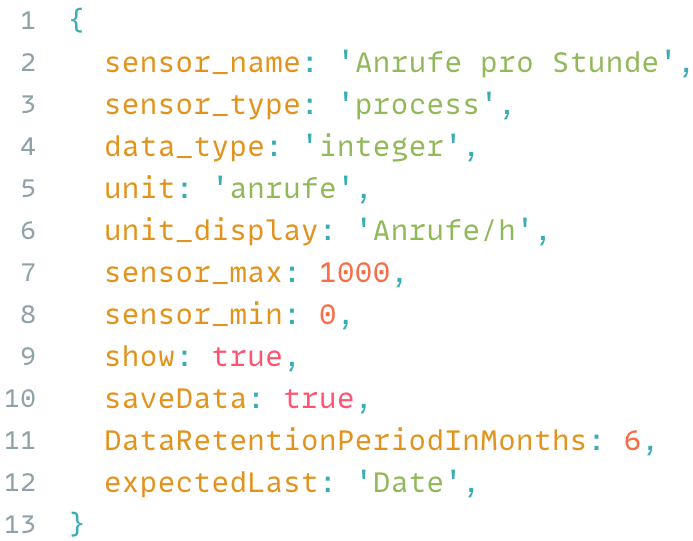 1 {
2 sensor_name: 'Anrufe pro Stunde',
3 sensor_type: 'process',
4 data_type: 'integer',
5 unit: 'anrufe',
6 unit_display: 'Anrufe/h',
7 sensor_max: 1000,
8 sensor_min: 0,
9 show: true,
10 saveData: true,
11 DataRetentionPeriodInMonths: 6,
12 expectedLast: 'Date',
13 }